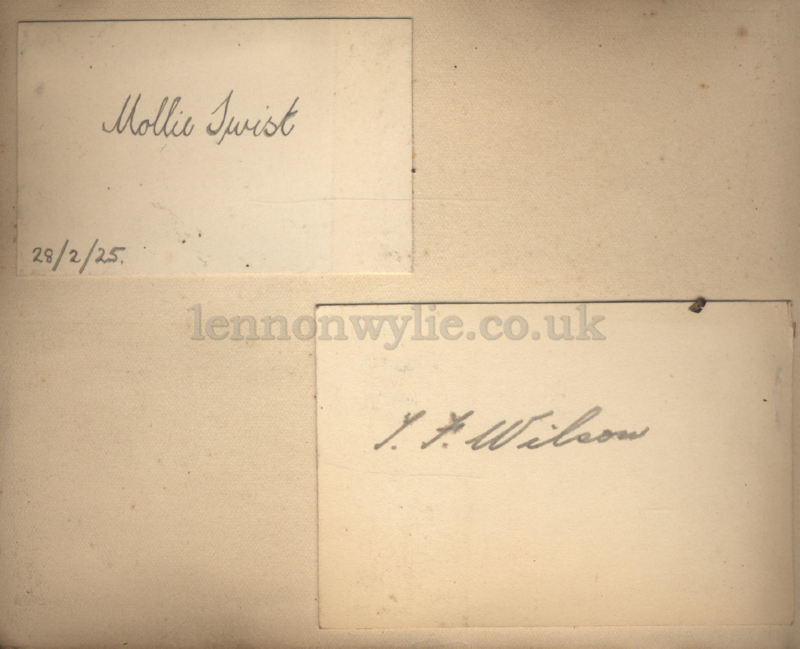 Mollie Twist
28/2/25.
lennonwylie.co.uk
T. F. Wilson